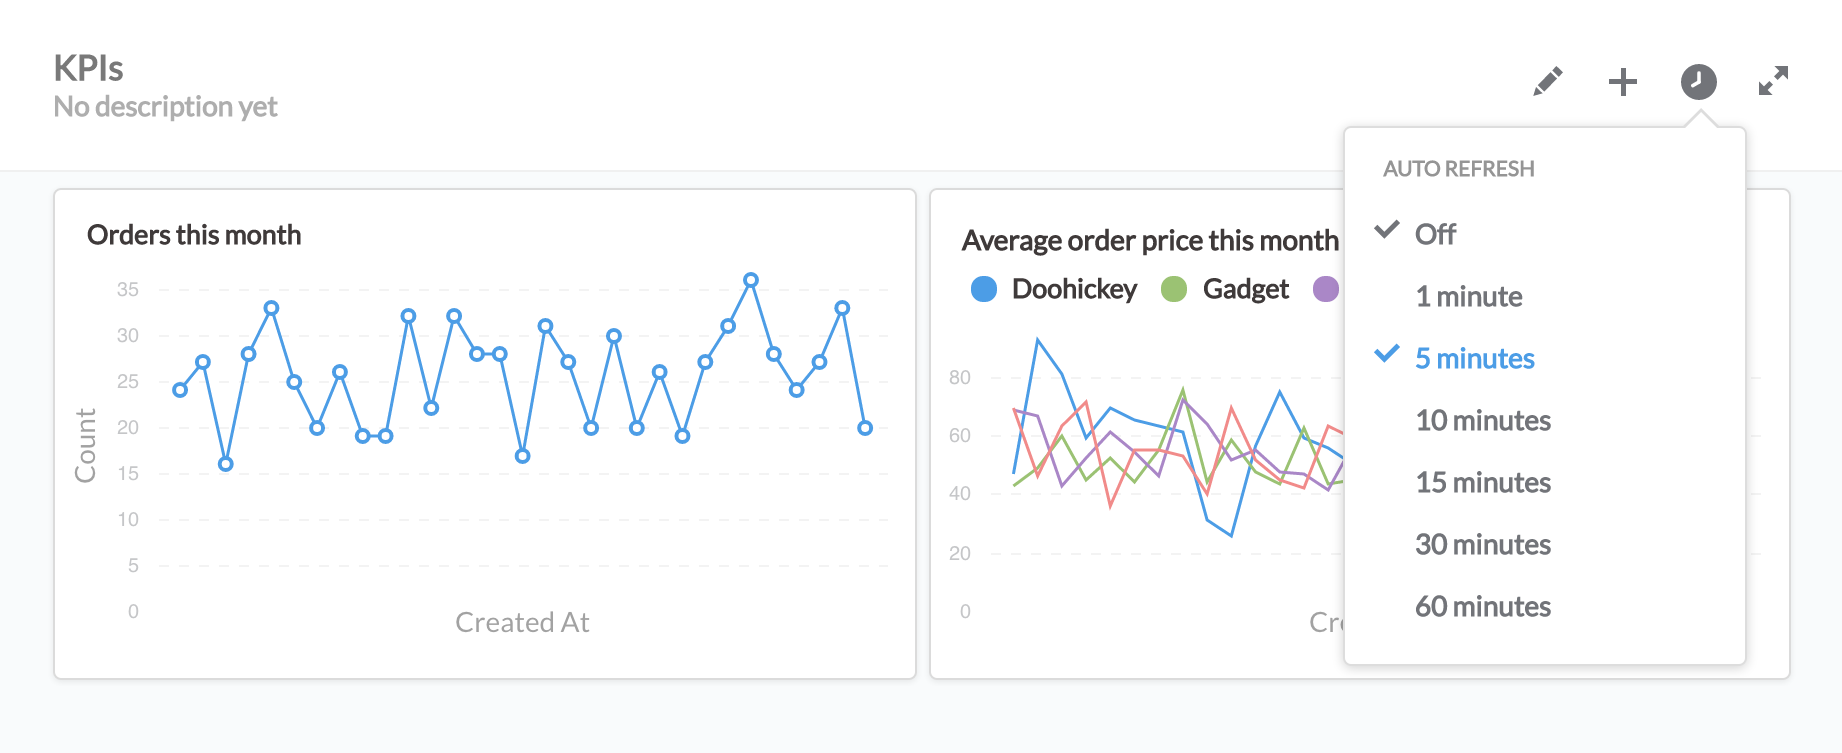 KPIs
No description yet
AUTO REFRESH
Off
1 minute
5 minutes
10 minutes
15 minutes
30 minutes
60 minutes
Orders this month
35
30
25
20
15
10
5
0
Count
Created At
Average order price this month
Doohickey Gadget
80
60
40
20
0
Cre